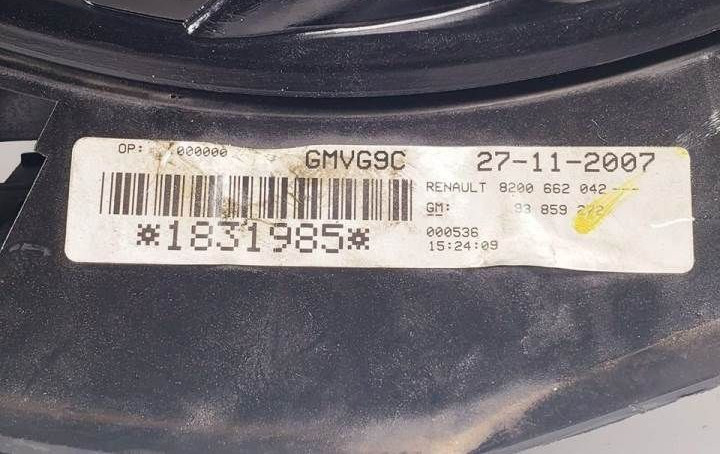 OP: 000000 GMVG9C 27-11-2007
RENAULT 8200 662 042 ---
GM: 93 859 272
*1831985*
000536
15:24:09